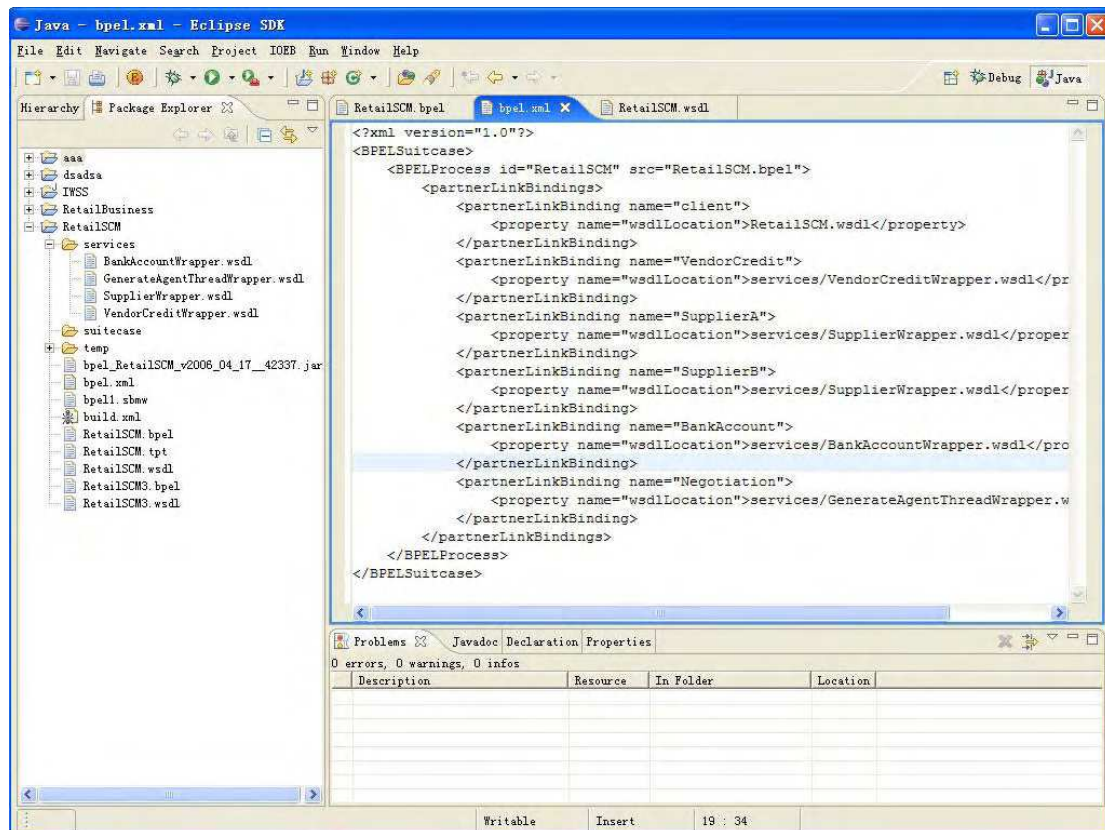 Java - bpel.xml - Eclipse SDK
File Edit Navigate Search Project IOEB Run Window Help
Debug Java
Hierarchy Package Explorer
RetailSCM.bpel bpel.xml RetailSCM.wsdl
aaa
dsadsa
IWSS
RetailBusiness
RetailSCM
services
BankAccountWrapper.wsdl
GenerateAgentThreadWrapper.wsdl
SupplierWrapper.wsdl
VendorCreditWrapper.wsdl
suitecase
temp
bpel_RetailSCM_v2006_04_17__42337.jar
bpel.xml
bpel1.sbmw
build.xml
RetailSCM.bpel
RetailSCM.tpt
RetailSCM.wsdl
RetailSCM3.bpel
RetailSCM3.wsdl
<?xml version="1.0"?>
<BPELSuitcase>
<BPELProcess id="RetailSCM" src="RetailSCM.bpel">
<partnerLinkBindings>
<partnerLinkBinding name="client">
<property name="wsdlLocation">RetailSCM.wsdl</property>
</partnerLinkBinding>
<partnerLinkBinding name="VendorCredit">
<property name="wsdlLocation">services/VendorCreditWrapper.wsdl</pr
</partnerLinkBinding>
<partnerLinkBinding name="SupplierA">
<property name="wsdlLocation">services/SupplierWrapper.wsdl</proper
</partnerLinkBinding>
<partnerLinkBinding name="SupplierB">
<property name="wsdlLocation">services/SupplierWrapper.wsdl</proper
</partnerLinkBinding>
<partnerLinkBinding name="BankAccount">
<property name="wsdlLocation">services/BankAccountWrapper.wsdl</pro
</partnerLinkBinding>
<partnerLinkBinding name="Negotiation">
<property name="wsdlLocation">services/GenerateAgentThreadWrapper.w
</partnerLinkBinding>
</partnerLinkBindings>
</BPELProcess>
</BPELSuitcase>
Problems Javadoc Declaration Properties
0 errors, 0 warnings, 0 infos
Description Resource In Folder Location
Writable Insert 19 : 34